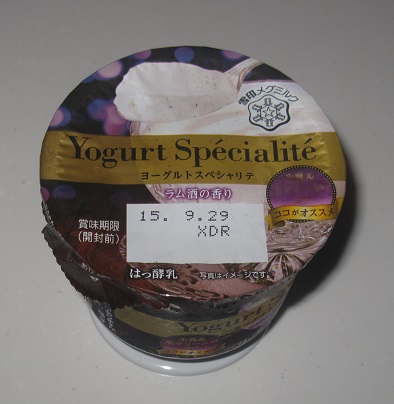 雪印メグミルク
Yogurt Spécialité
ヨーグルトスペシャリテ
ラム酒の香り
ココがオススメ
賞味期限
(開封前)
15. 9.29
XDR
はっ酵乳
写真はイメージです
Yogurt